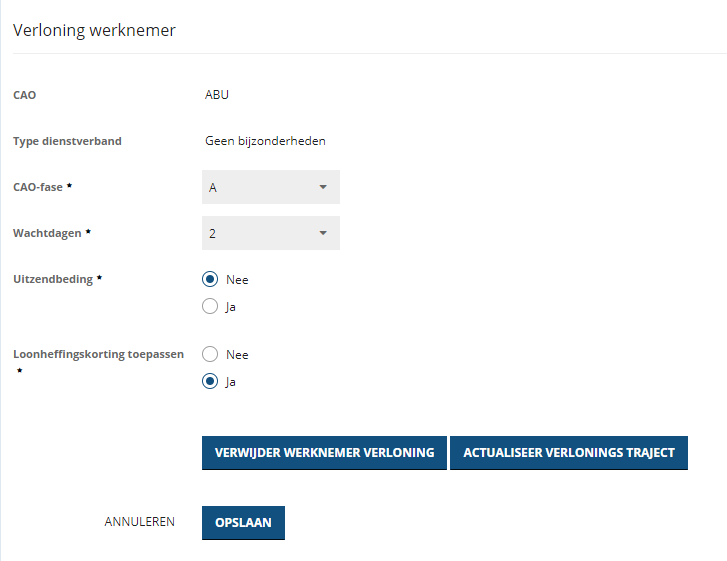 Verloning werknemer
CAO ABU
Type dienstverband Geen bijzonderheden
CAO-fase * A
Wachtdagen * 2
Uitzendbeding * Nee
Ja
Loonheffingskorting toepassen Nee
* Ja
VERWIJDER WERKNEMER VERLONING ACTUALISEER VERLONINGS TRAJECT
ANNULEREN OPSLAAN